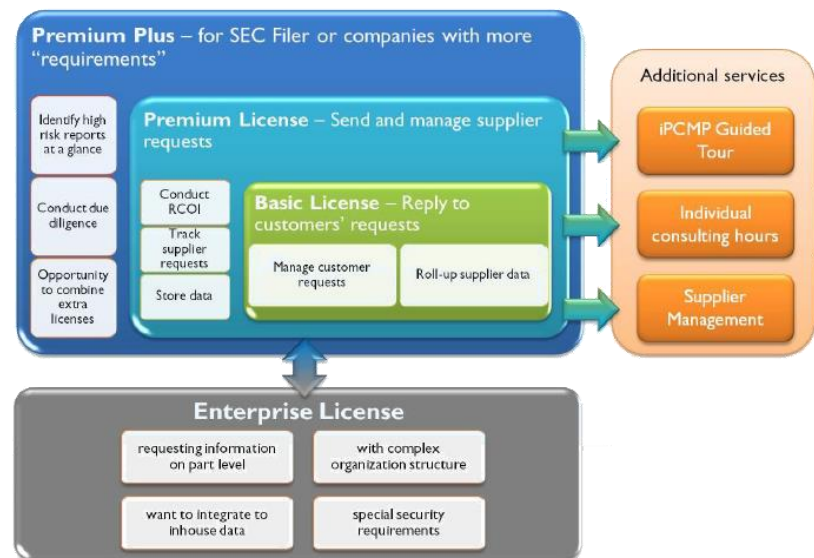 Premium Plus – for SEC Filer or companies with more
“requirements”
Identify high
risk reports
at a glance
Conduct due
diligence
Opportunity
to combine
extra
licenses
Premium License – Send and manage supplier
requests
Conduct
RCOI
Track
supplier
requests
Store data
Basic License – Reply to
customers’ requests
Manage customer
requests
Roll-up supplier data
Additional services
iPCMP Guided
Tour
Individual
consulting hours
Supplier
Management
Enterprise License
requesting information
on part level
with complex
organization structure
want to integrate to
inhouse data
special security
requirements